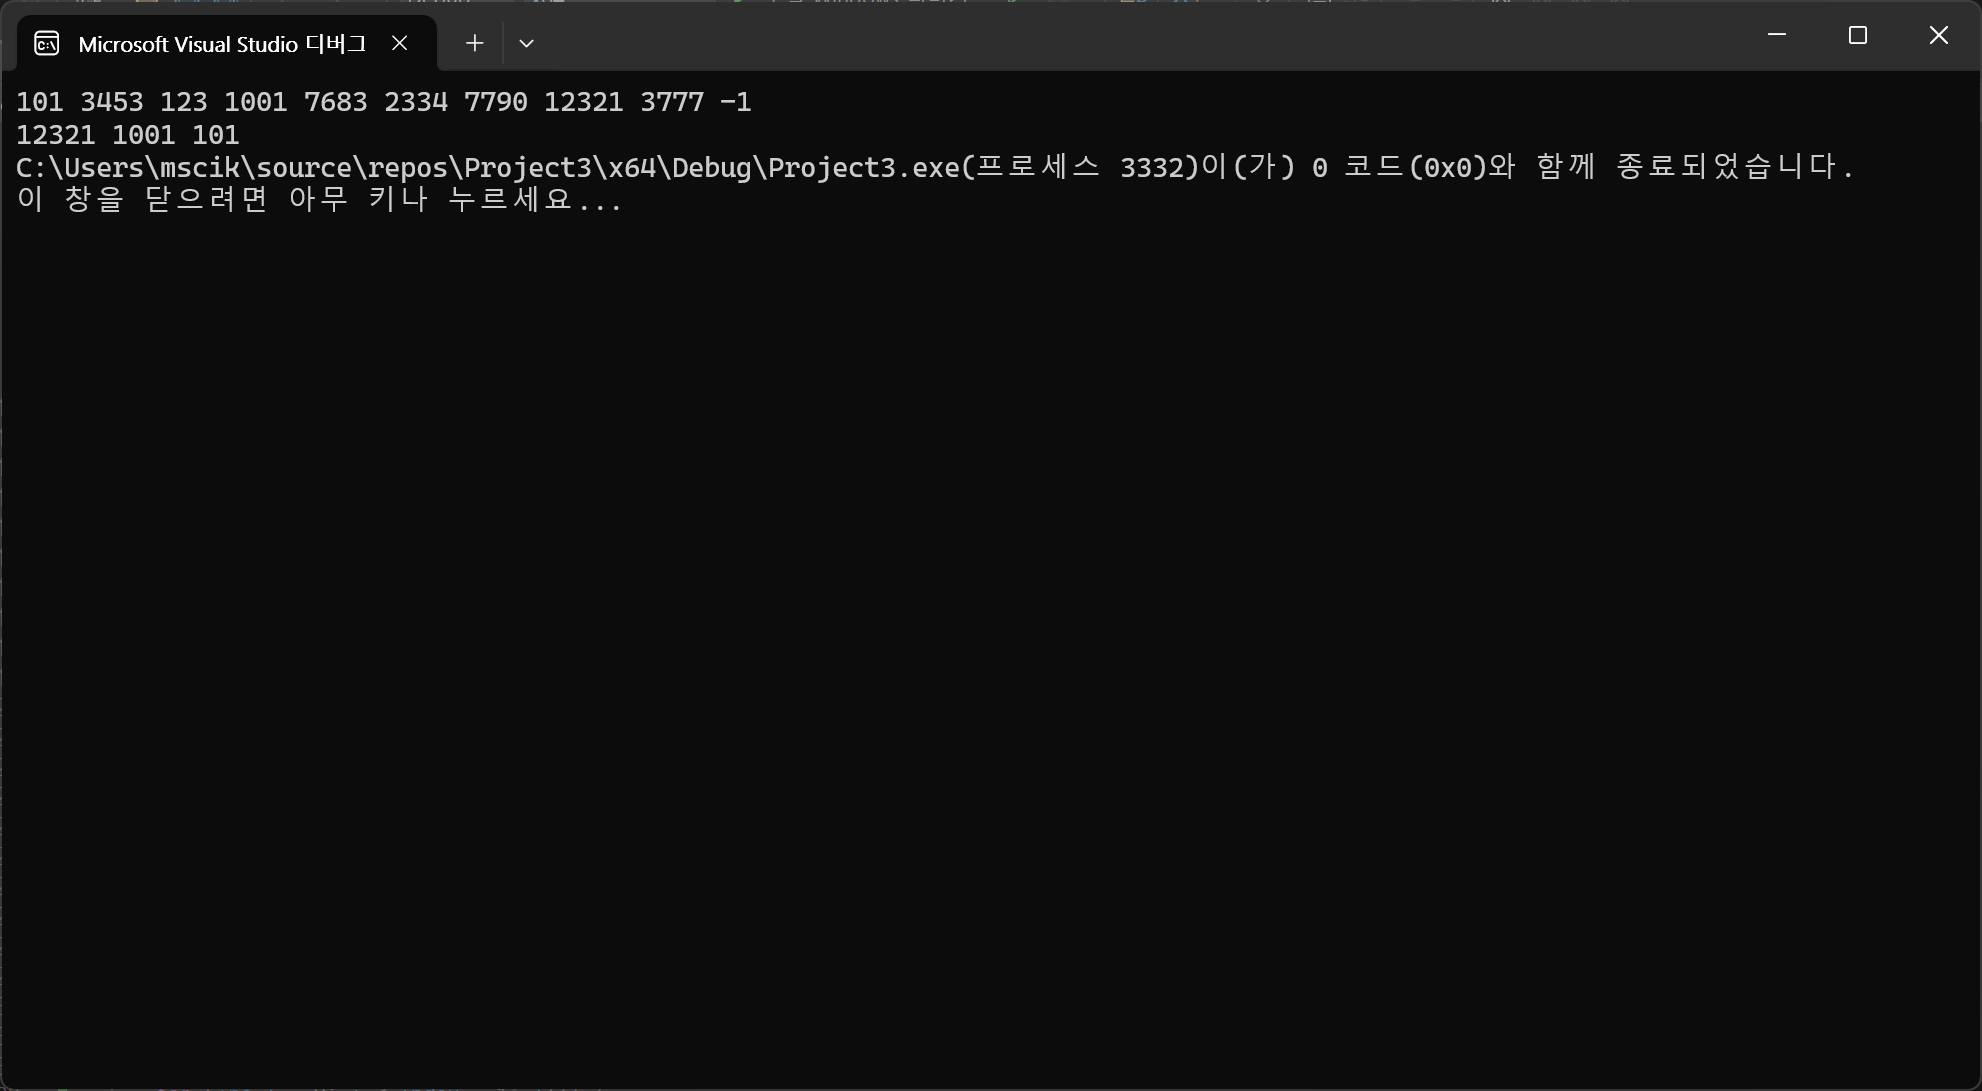 Microsoft Visual Studio 디버그
101 3453 123 1001 7683 2334 7790 12321 3777 -1
12321 1001 101
C:\Users\mscik\source\repos\Project3\x64\Debug\Project3.exe(프로세스 3332)이(가) 0 코드(0x0)와 함께 종료되었습니다.
이 창을 닫으려면 아무 키나 누르세요...